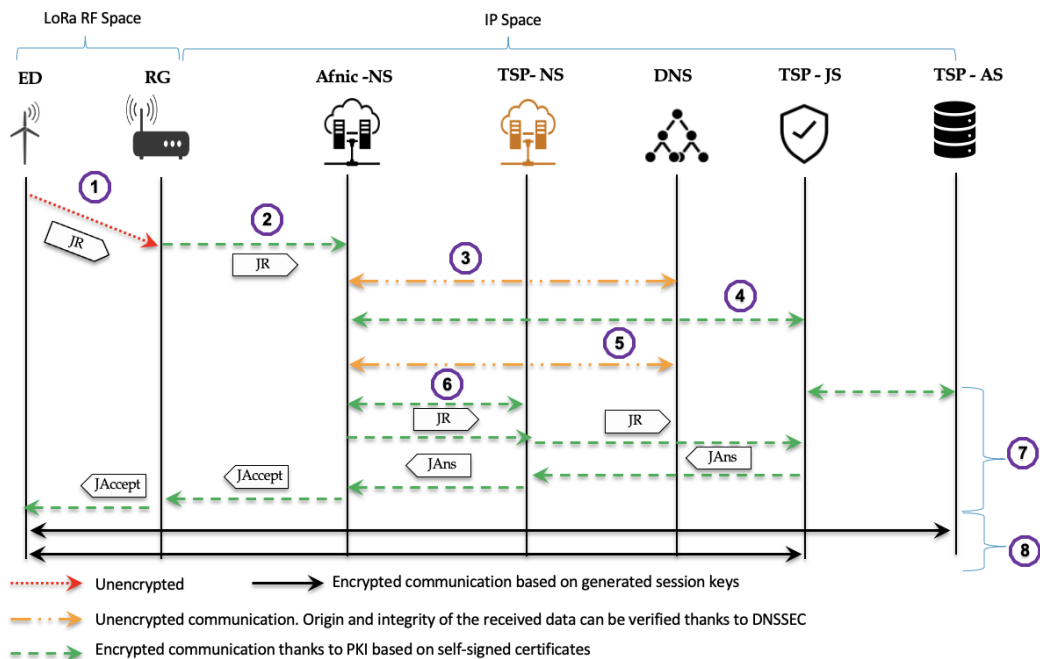 LoRa RF Space
IP Space
ED
RG
Afnic -NS
TSP- NS
DNS
TSP - JS
TSP - AS
1
JR
2
JR
3
4
5
6
JR
JR
JAns
JAns
JAccept
JAccept
7
8
Unencrypted
Encrypted communication based on generated session keys
Unencrypted communication. Origin and integrity of the received data can be verified thanks to DNSSEC
Encrypted communication thanks to PKI based on self-signed certificates